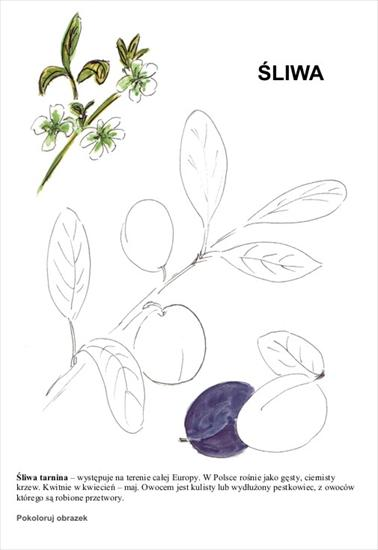 ŚLIWA
Śliwa tarnina – występuje na terenie całej Europy. W Polsce rośnie jako gęsty, ciernisty
krzew. Kwitnie w kwiecień – maj. Owocem jest kulisty lub wydłużony pestkowiec, z owoców
którego są robione przetwory.
Pokoloruj obrazek